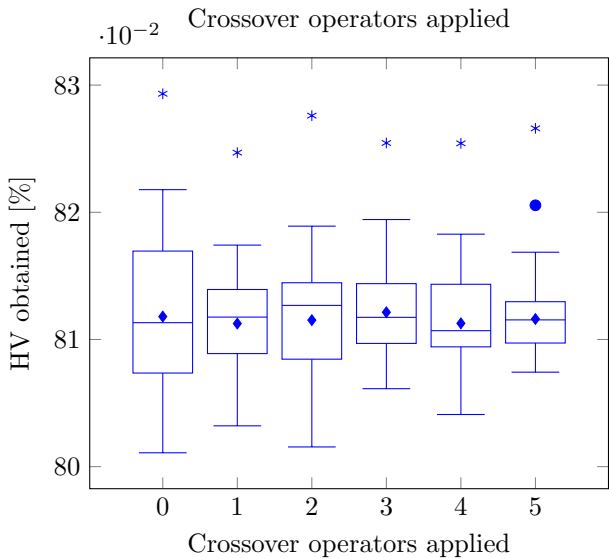 Crossover operators applied
·10−2
83
82
81
80
HV obtained [%]
0 1 2 3 4 5
Crossover operators applied